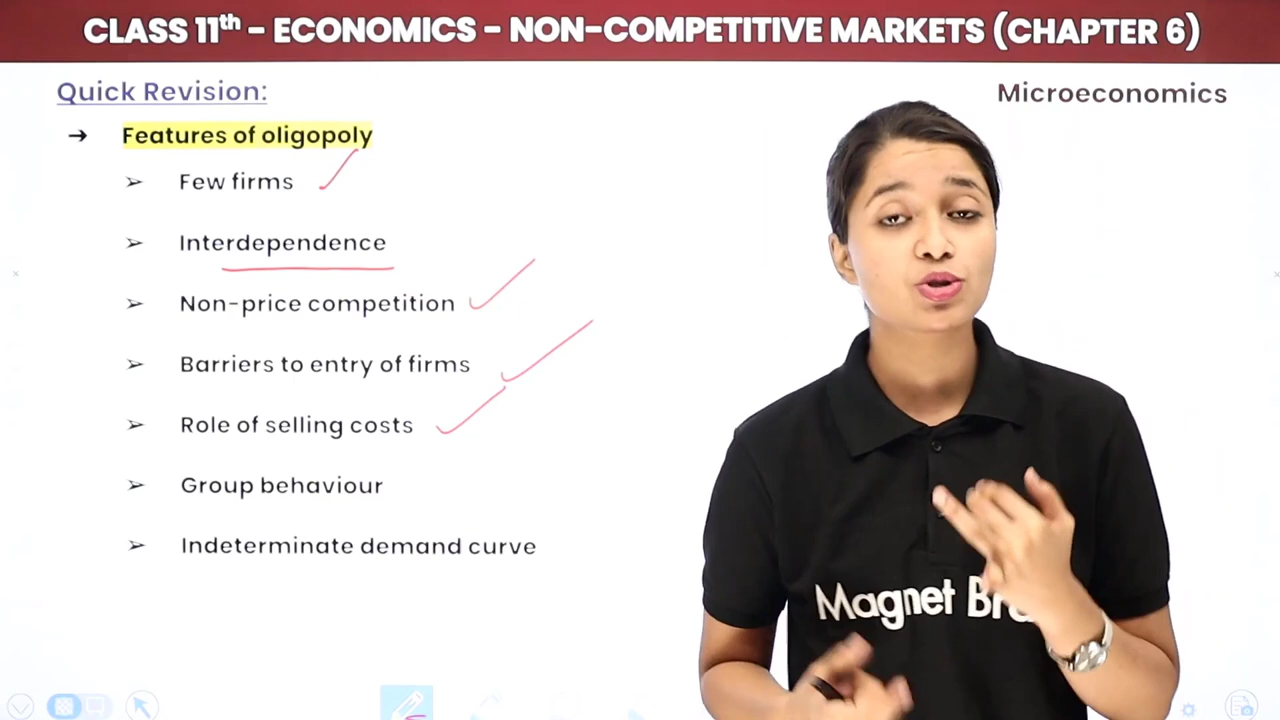 CLASS 11th - ECONOMICS - NON-COMPETITIVE MARKETS (CHAPTER 6)
Quick Revision:
Microeconomics
→ Features of oligopoly
➢ Few firms
➢ Interdependence
➢ Non-price competition
➢ Barriers to entry of firms
➢ Role of selling costs
➢ Group behaviour
➢ Indeterminate demand curve
Magnet